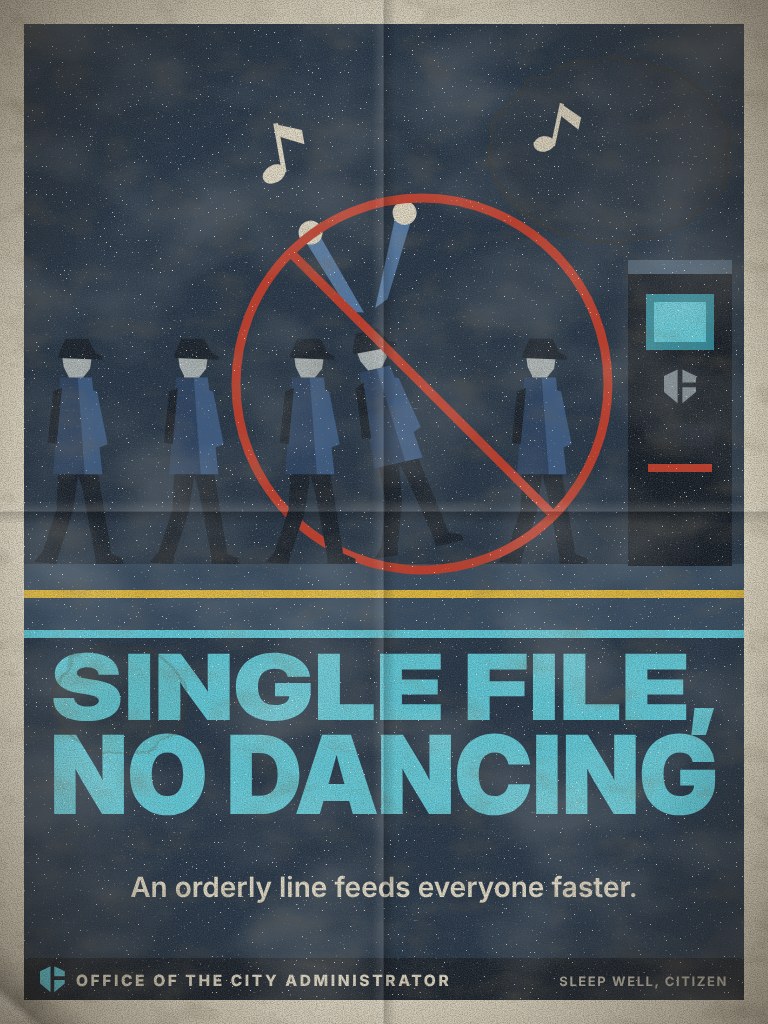 SINGLE FILE,
NO DANCING
An orderly line feeds everyone faster.
OFFICE OF THE CITY ADMINISTRATOR
SLEEP WELL, CITIZEN